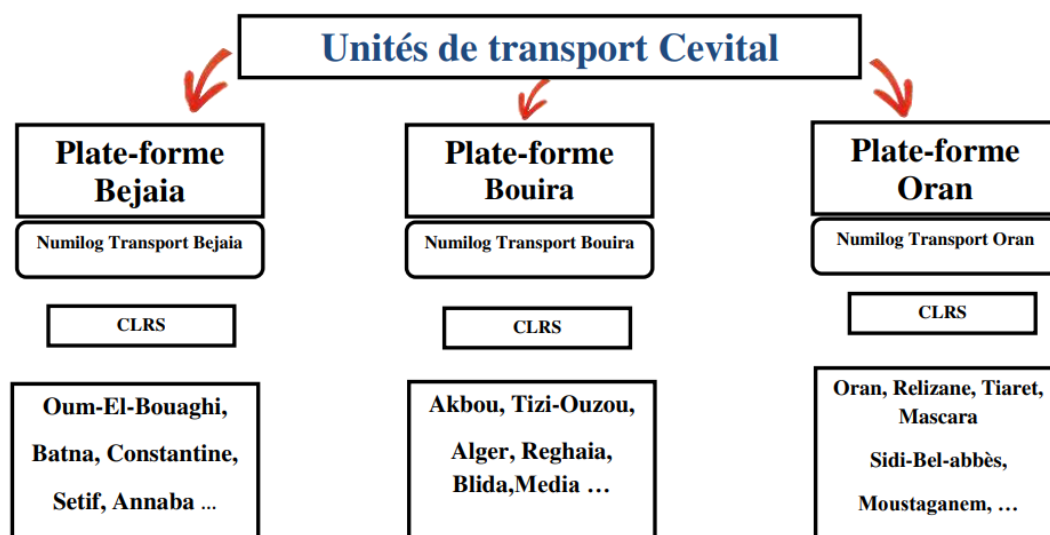 Unités de transport Cevital
Plate-forme
Bejaia
Numilog Transport Bejaia
CLRS
Oum-El-Bouaghi,
Batna, Constantine,
Setif, Annaba ...
Plate-forme
Bouira
Numilog Transport Bouira
CLRS
Akbou, Tizi-Ouzou,
Alger, Reghaia,
Blida,Media …
Plate-forme
Oran
Numilog Transport Oran
CLRS
Oran, Relizane, Tiaret,
Mascara
Sidi-Bel-abbès,
Moustaganem, …